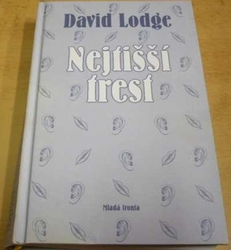 David Lodge
Nejtišší
trest
Mladá fronta